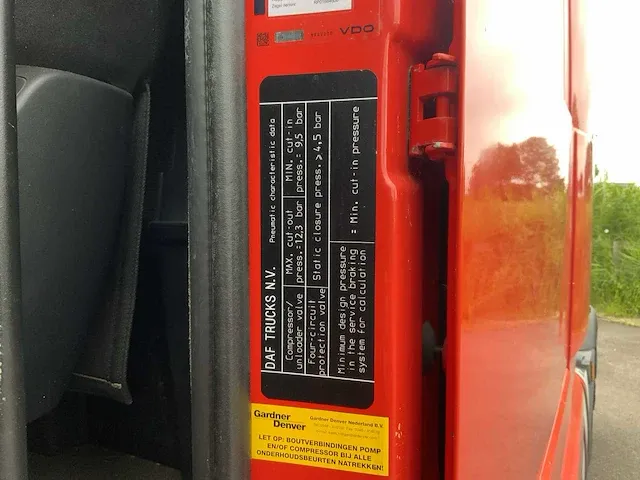 VDO
DAF TRUCKS N.V. Pneumatic characteristic data
Compressor/ MAX. cut-out MIN. cut-in
unloader valve press.=12,3 bar press.= 9,5 bar
Four-circuit Static closure press. > 4,5 bar
protection valve
Minimum design pressure
in the service braking = Min. cut-in pressure
system for calculation
Gardner
Denver
Gardner Denver Nederland B.V.
LET OP: BOUTVERBINDINGEN POMP
EN/OF COMPRESSOR BIJ ALLE
ONDERHOUDSBEURTEN NATREKKEN!